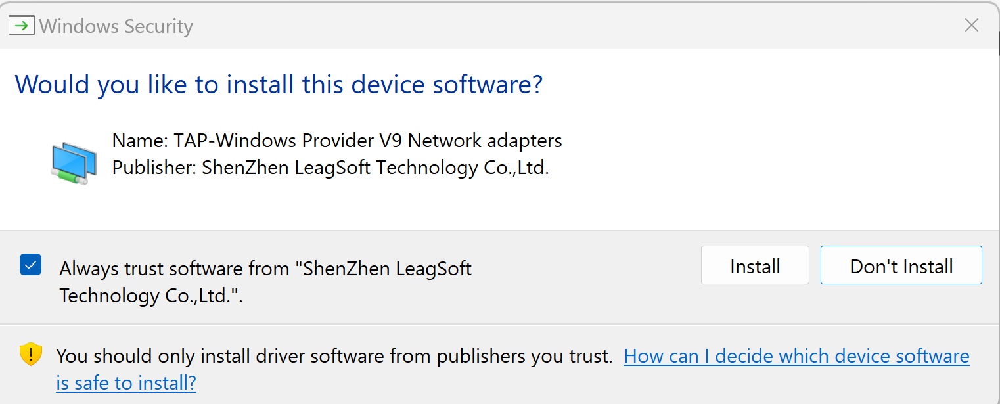 Windows Security
Would you like to install this device software?
Name: TAP-Windows Provider V9 Network adapters
Publisher: ShenZhen LeagSoft Technology Co.,Ltd.
Always trust software from "ShenZhen LeagSoft
Technology Co.,Ltd.".
Install
Don't Install
You should only install driver software from publishers you trust. How can I decide which device software
is safe to install?